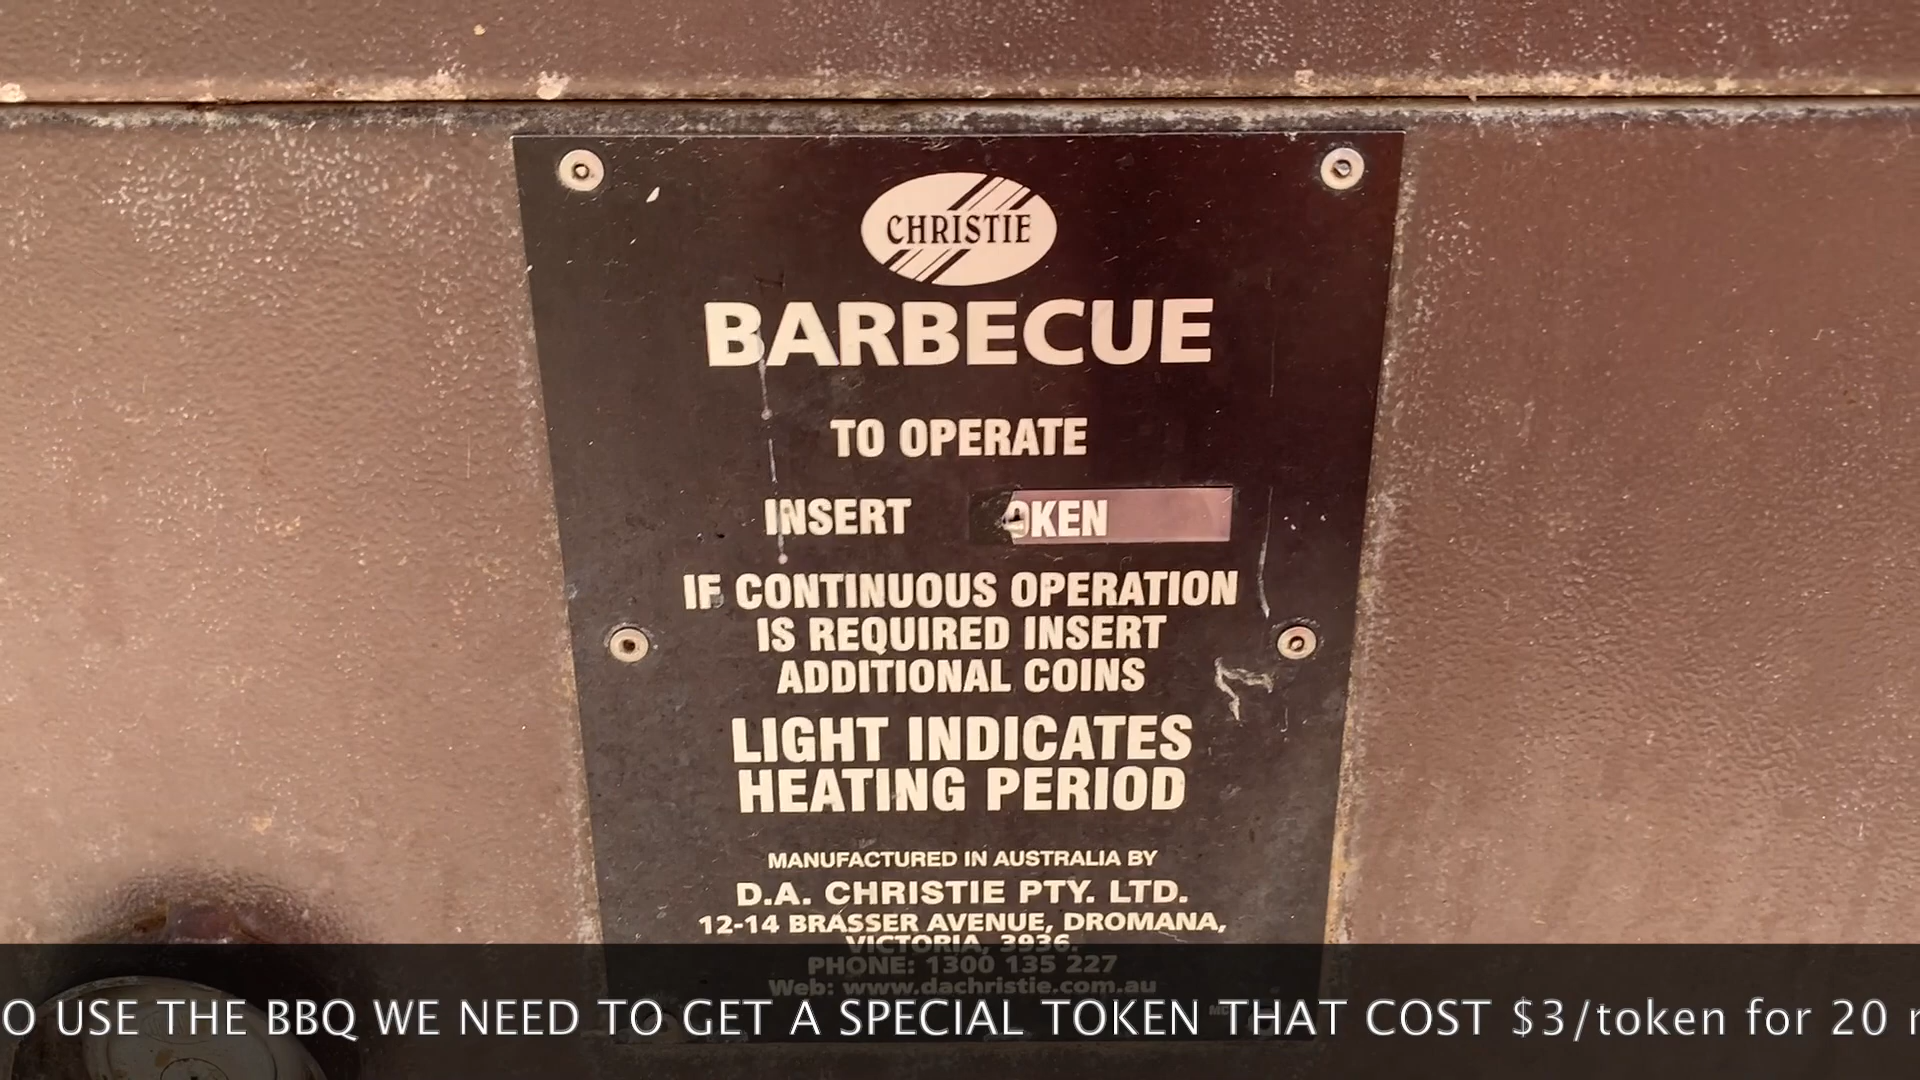 CHRISTIE
BARBECUE
TO OPERATE
INSERT OKEN
IF CONTINUOUS OPERATION
IS REQUIRED INSERT
ADDITIONAL COINS
LIGHT INDICATES
HEATING PERIOD
MANUFACTURED IN AUSTRALIA BY
D.A. CHRISTIE PTY. LTD.
12-14 BRASSER AVENUE, DROMANA,
VICTORIA, 3936.
PHONE: 1300 135 227
Web: www.dachristie.com.au
O USE THE BBQ WE NEED TO GET A SPECIAL TOKEN THAT COST $3/token for 20